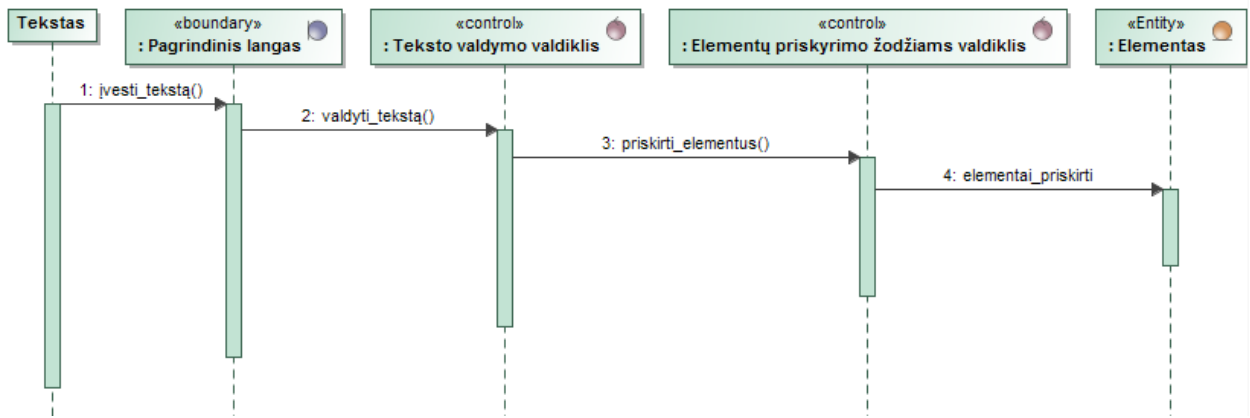 Tekstas
«boundary»
: Pagrindinis langas
«control»
: Teksto valdymo valdiklis
«control»
: Elementų priskyrimo žodžiams valdiklis
«Entity»
: Elementas
1: įvesti_tekstą()
2: valdyti_tekstą()
3: priskirti_elementus()
4: elementai_priskirti